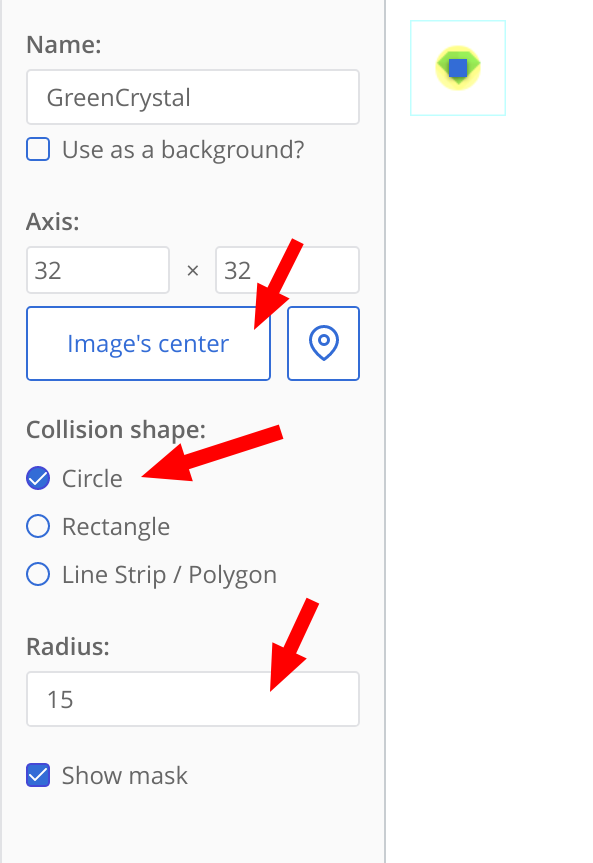 Name:
GreenCrystal
Use as a background?
Axis:
32 × 32
Image's center
Collision shape:
Circle
Rectangle
Line Strip / Polygon
Radius:
15
Show mask